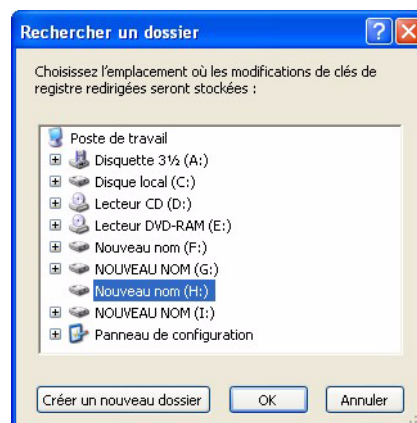 Rechercher un dossier
Choisissez l'emplacement où les modifications de clés de
registre redirigées seront stockées :
Poste de travail
Disquette 3½ (A:)
Disque local (C:)
Lecteur CD (D:)
Lecteur DVD-RAM (E:)
Nouveau nom (F:)
NOUVEAU NOM (G:)
Nouveau nom (H:)
NOUVEAU NOM (I:)
Panneau de configuration
Créer un nouveau dossier OK Annuler